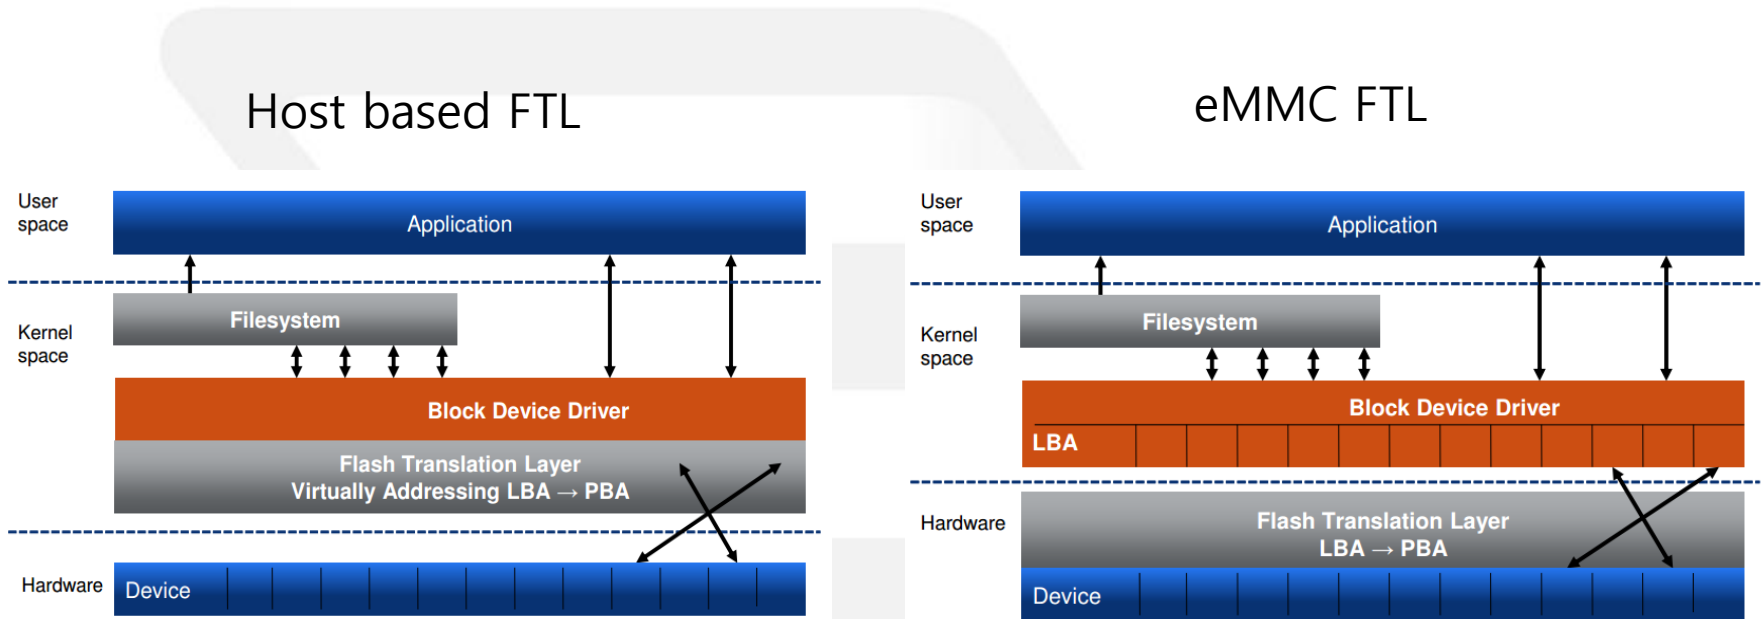 Host based FTL
User
space
Application
Filesystem
Kernel
space
Block Device Driver
Flash Translation Layer
Virtually Addressing LBA → PBA
Hardware
Device
eMMC FTL
User
space
Application
Filesystem
Kernel
space
Block Device Driver
LBA
Hardware
Flash Translation Layer
LBA → PBA
Device